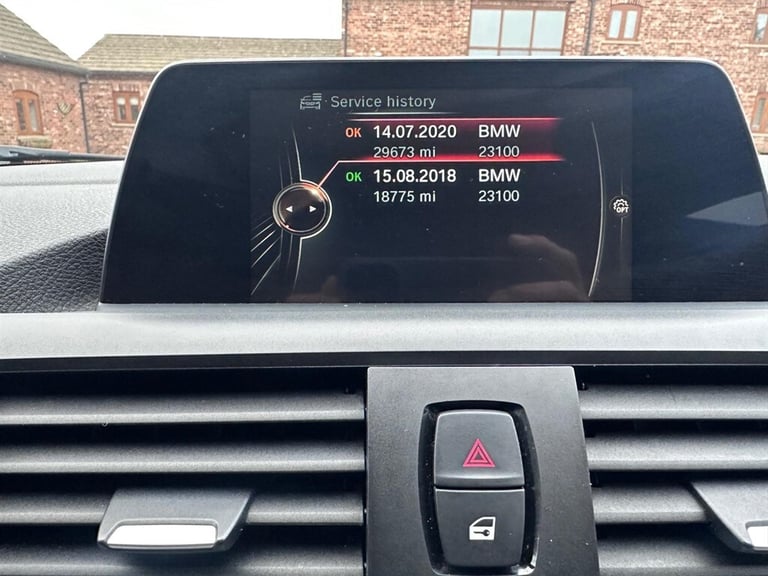 Service history
OK 14.07.2020 BMW
29673 mi 23100
OK 15.08.2018 BMW
18775 mi 23100
OPT